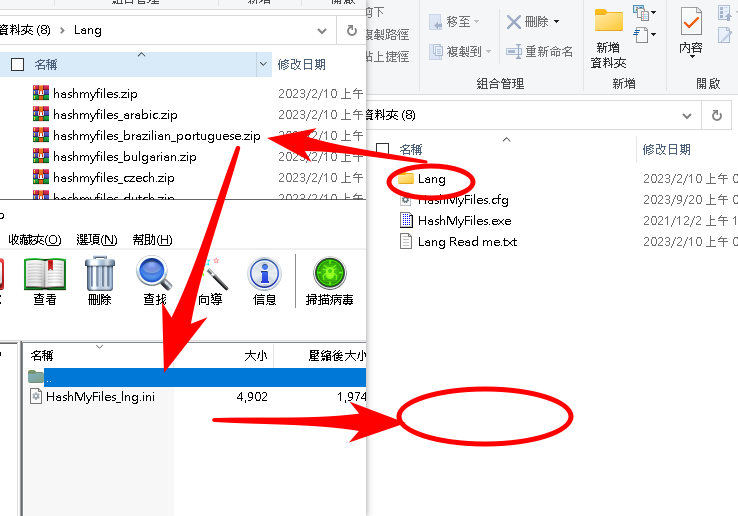 資料夾 (8) > Lang
名稱 修改日期
hashmyfiles.zip 2023/2/10 上午
hashmyfiles_arabic.zip 2023/2/10 上午
hashmyfiles_brazilian_portuguese.zip 2023/2/10 上午
hashmyfiles_bulgarian.zip 2023/2/10 上午
hashmyfiles_czech.zip 2023/2/10 上午
hashmyfiles_dutch.zip 2023/2/10 上午
收藏夾(O) 選項(N) 幫助(H)
查看 刪除 查找 向導 信息 掃描病毒
名稱 大小 壓縮後大小
..
HashMyFiles_lng.ini 4,902 1,974
剪下
複製路徑
貼上捷徑
移至 刪除
複製到 重新命名
組合管理
新增
資料夾
新增
內容
開啟
資料夾 (8)
名稱 修改日期
Lang 2023/2/10 上午 0
HashMyFiles.cfg 2023/9/20 上午 0
HashMyFiles.exe 2021/12/2 上午 1
Lang Read me.txt 2023/2/10 上午 0